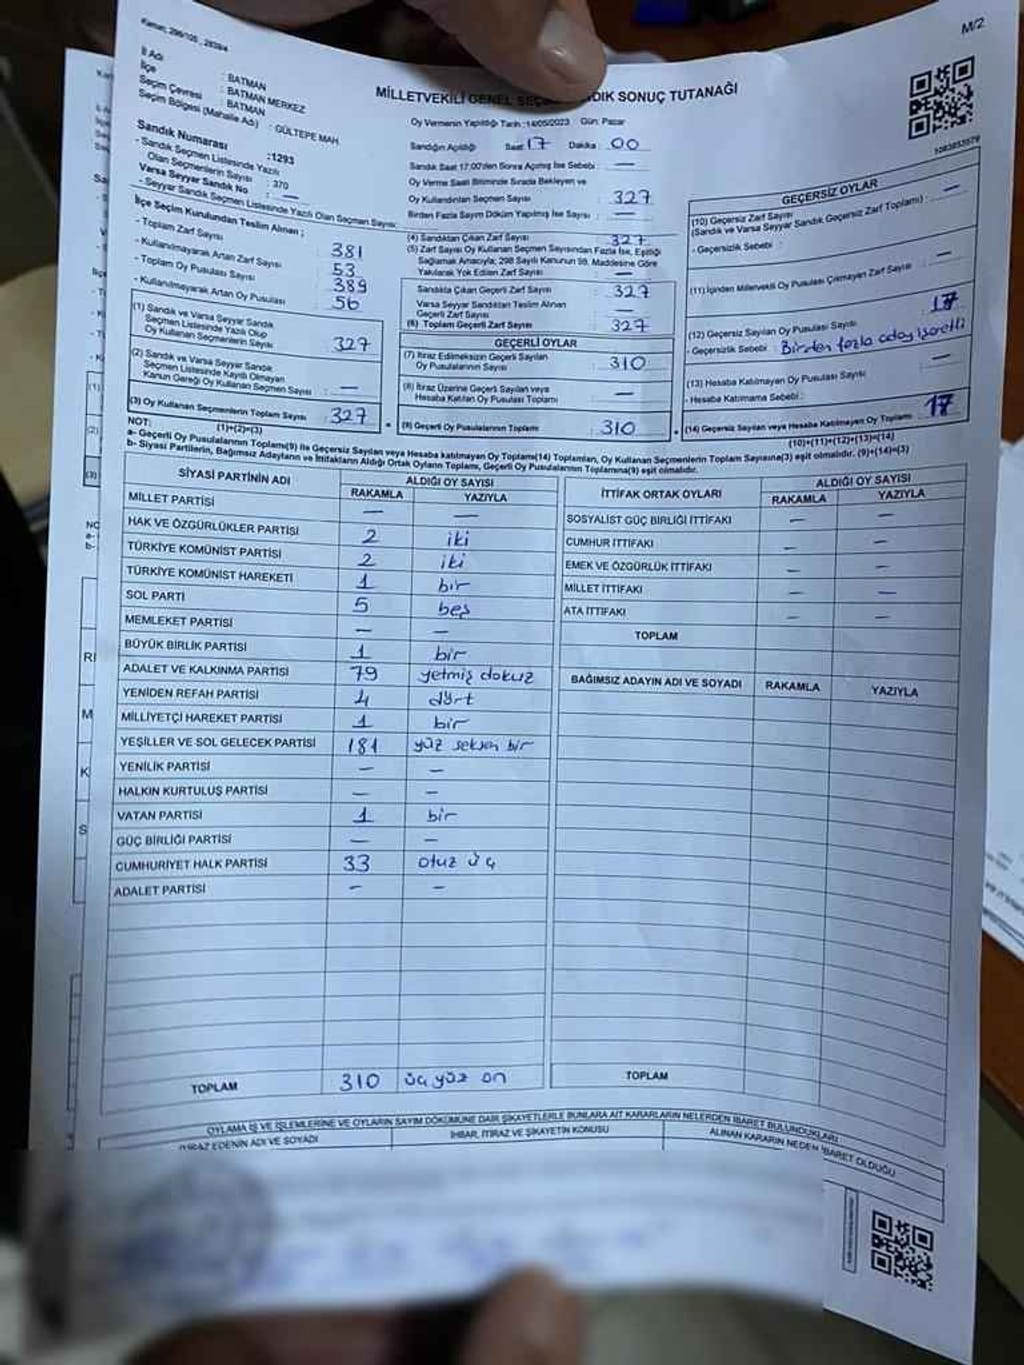 M/2
MİLLETVEKİLİ GENEL SEÇİM SANDIK SONUÇ TUTANAĞI
İl Adı : BATMAN
İlçe : BATMAN MERKEZ
Seçim Çevresi : BATMAN
Seçim Bölgesi (Mahalle Adı) : GÜLTEPE MAH.
Sandık Numarası :1293
- Sandık Seçmen Listesinde Yazılı
Olan Seçmenlerin Sayısı : 370
Varsa Seyyar Sandık No : —
- Seyyar Sandık Seçmen Listesinde Yazılı Olan Seçmen Sayısı:
İlçe Seçim Kurulundan Teslim Alınan ;
- Toplam Zarf Sayısı 381
- Kullanılmayarak Artan Zarf Sayısı 53
- Toplam Oy Pusulası Sayısı 389
- Kullanılmayarak Artan Oy Pusulası 56
(1) Sandık ve Varsa Seyyar Sandık
Seçmen Listesinde Yazılı Olup
Oy Kullanan Seçmenlerin Sayısı : 327
(2) Sandık ve Varsa Seyyar Sandık
Seçmen Listesinde Kayıtlı Olmayan
Kanun Gereği Oy Kullanan Seçmen Sayısı : —
(3) Oy Kullanan Seçmenlerin Toplam Sayısı : 327
(1)+(2)=(3)
Oy Vermenin Yapıldığı Tarih :14/05/2023 Gün: Pazar
Sandığın Açıldığı Saat 17 Dakika 00
Sandık Saat 17:00'den Sonra Açılmış İse Sebebi : —
Oy Verme Saati Bitiminde Sırada Bekleyen ve
Oy Kullandırılan Seçmen Sayısı : 327
Birden Fazla Sayım Döküm Yapılmış İse Sayısı : —
(4) Sandıktan Çıkan Zarf Sayısı : 327
(5) Zarf Sayısı Oy Kullanan Seçmen Sayısından Fazla İse, Eşitliği
Sağlamak Amacıyla; 298 Sayılı Kanunun 98. Maddesine Göre
Yakılarak Yok Edilen Zarf Sayısı : —
Sandıkta Çıkan Geçerli Zarf Sayısı : 327
Varsa Seyyar Sandıktan Teslim Alınan
Geçerli Zarf Sayısı : —
(6) Toplam Geçerli Zarf Sayısı : 327
GEÇERLİ OYLAR
(7) İtiraz Edilmeksizin Geçerli Sayılan
Oy Pusulalarının Sayısı : 310
(8) İtiraz Üzerine Geçerli Sayılan veya
Hesaba Katılan Oy Pusulası Toplamı : —
(9) Geçerli Oy Pusulalarının Toplamı : 310
1083853579
GEÇERSİZ OYLAR
(10) Geçersiz Zarf Sayısı
(Sandık ve Varsa Seyyar Sandık Geçersiz Zarf Toplamı) : —
- Geçersizlik Sebebi :
(11) İçinden Milletvekili Oy Pusulası Çıkmayan Zarf Sayısı : —
(12) Geçersiz Sayılan Oy Pusulası Sayısı : 17
- Geçersizlik Sebebi : Birden fazla aday işaretli
(13) Hesaba Katılmayan Oy Pusulası Sayısı : —
- Hesaba Katılmama Sebebi :
(14) Geçersiz Sayılan veya Hesaba Katılmayan Oy Toplamı : 17
(10)+(11)+(12)+(13)=(14)
NOT:
a- Geçerli Oy Pusulalarının Toplamı(9) ile Geçersiz Sayılan veya Hesaba katılmayan Oy Toplamı(14) Toplamları, Oy Kullanan Seçmenlerin Toplam Sayısına(3) eşit olmalıdır. (9)+(14)=(3)
b- Siyasi Partilerin, Bağımsız Adayların ve İttifakların Aldığı Ortak Oyların Toplamı, Geçerli Oy Pusulalarının Toplamına(9) eşit olmalıdır.
SİYASİ PARTİNİN ADI ALDIĞI OY SAYISI
RAKAMLA YAZIYLA
MİLLET PARTİSİ — —
HAK VE ÖZGÜRLÜKLER PARTİSİ 2 iki
TÜRKİYE KOMÜNİST PARTİSİ 2 iki
TÜRKİYE KOMÜNİST HAREKETİ 1 bir
SOL PARTİ 5 beş
MEMLEKET PARTİSİ — —
BÜYÜK BİRLİK PARTİSİ 1 bir
ADALET VE KALKINMA PARTİSİ 79 yetmiş dokuz
YENİDEN REFAH PARTİSİ 4 dört
MİLLİYETÇİ HAREKET PARTİSİ 1 bir
YEŞİLLER VE SOL GELECEK PARTİSİ 181 yüz seksen bir
YENİLİK PARTİSİ — —
HALKIN KURTULUŞ PARTİSİ — —
VATAN PARTİSİ 1 bir
GÜÇ BİRLİĞİ PARTİSİ — —
CUMHURİYET HALK PARTİSİ 33 otuz üç
ADALET PARTİSİ — —
TOPLAM 310 üç yüz on
İTTİFAK ORTAK OYLARI ALDIĞI OY SAYISI
RAKAMLA YAZIYLA
SOSYALİST GÜÇ BİRLİĞİ İTTİFAKI — —
CUMHUR İTTİFAKI — —
EMEK VE ÖZGÜRLÜK İTTİFAKI — —
MİLLET İTTİFAKI — —
ATA İTTİFAKI — —
TOPLAM
BAĞIMSIZ ADAYIN ADI VE SOYADI RAKAMLA YAZIYLA
TOPLAM
OYLAMA İŞ VE İŞLEMLERİNE VE OYLARIN SAYIM DÖKÜMÜNE DAİR ŞİKAYETLERLE BUNLARA AİT KARARLARIN NELERDEN İBARET BULUNDUKLARI
İTİRAZ EDENİN ADI VE SOYADI İHBAR, İTİRAZ VE ŞİKAYETİN KONUSU ALINAN KARARIN NEDEN İBARET OLDUĞU